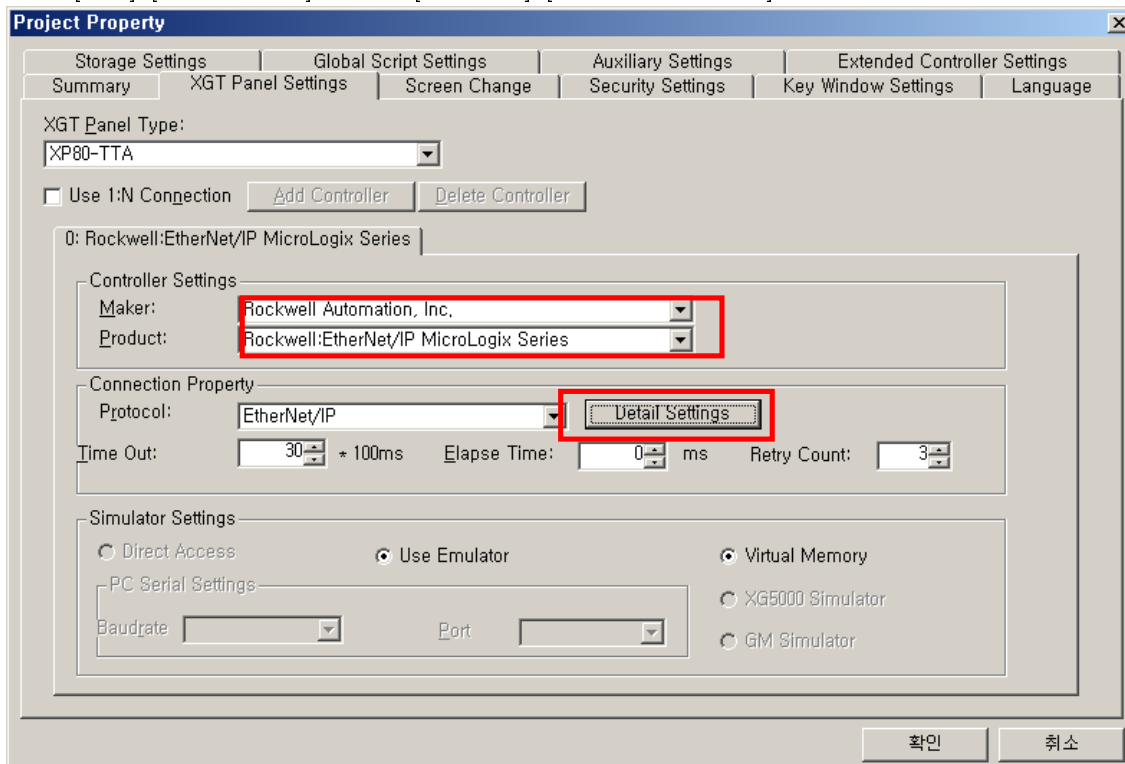 Project Property
Storage Settings Global Script Settings Auxiliary Settings Extended Controller Settings
Summary XGT Panel Settings Screen Change Security Settings Key Window Settings Language
XGT Panel Type:
XP80-TTA
Use 1:N Connection Add Controller Delete Controller
0: Rockwell:EtherNet/IP MicroLogix Series
Controller Settings
Maker: Rockwell Automation, Inc.
Product: Rockwell:EtherNet/IP MicroLogix Series
Connection Property
Protocol: EtherNet/IP Detail Settings
Time Out: 30 * 100ms Elapse Time: 0 ms Retry Count: 3
Simulator Settings
Direct Access Use Emulator Virtual Memory
PC Serial Settings
XG5000 Simulator
Baudrate Port
GM Simulator
확인 취소